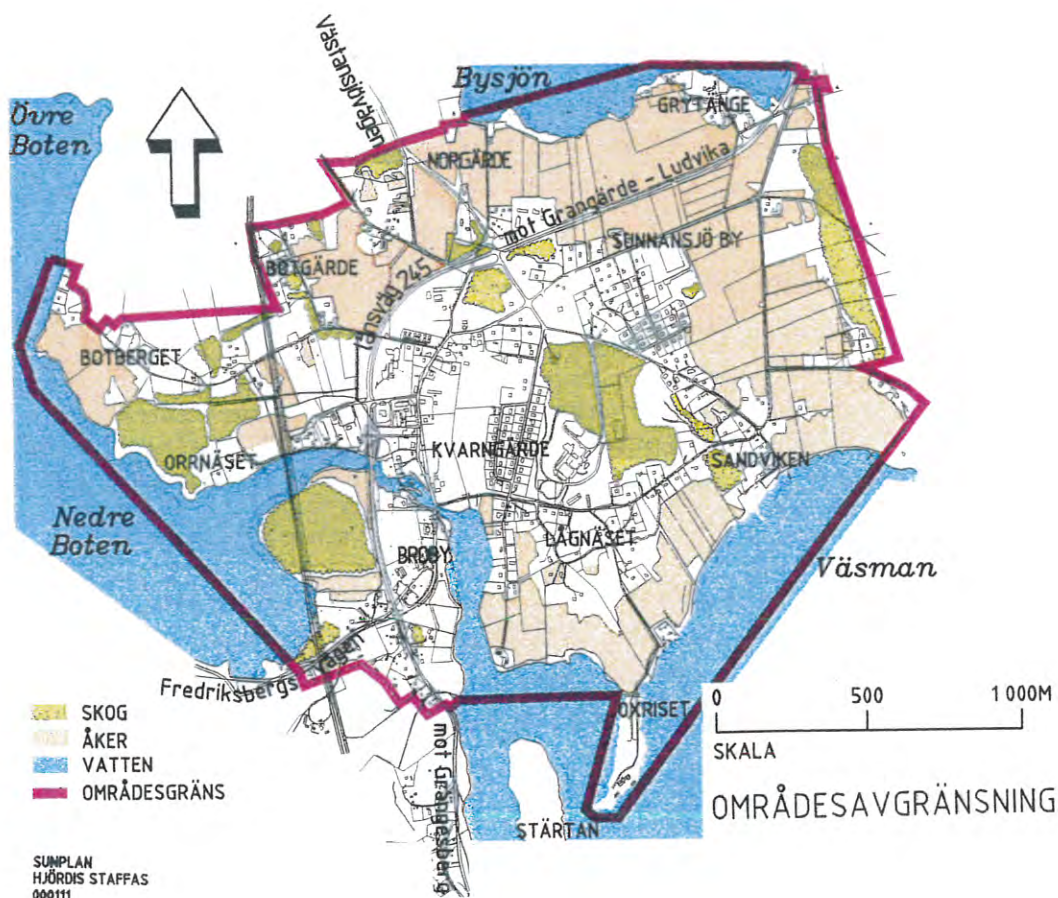 Västansjövägen
Bysjön
Övre
Boten
GRYTÄNGE
NORGÄRDE
mot Grangärde - Ludvika
SUNNANSJÖ BY
BOTGÄRDE
Länsväg 245
BOTBERGET
KVARNGÄRDE
ORRNÄSET
SANDVIKEN
Nedre
Boten
LÅGNÄSET
BROBY
Väsman
Fredriksbergsvägen
OXRISET
mot Grängesberg
STÄRTAN
SKOG
ÅKER
VATTEN
OMRÅDESGRÄNS
0 500 1000M
SKALA
OMRÅDESAVGRÄNSNING
SUNPLAN
HJÖRDIS STAFFAS
000111